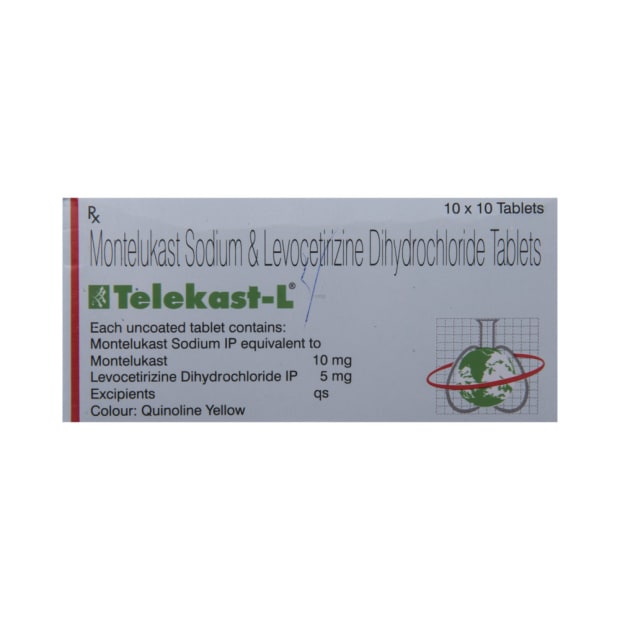 Rx
10 x 10 Tablets
Montelukast Sodium & Levocetirizine Dihydrochloride Tablets
Telekast-L®
Each uncoated tablet contains:
Montelukast Sodium IP equivalent to
Montelukast 10 mg
Levocetirizine Dihydrochloride IP 5 mg
Excipients qs
Colour: Quinoline Yellow